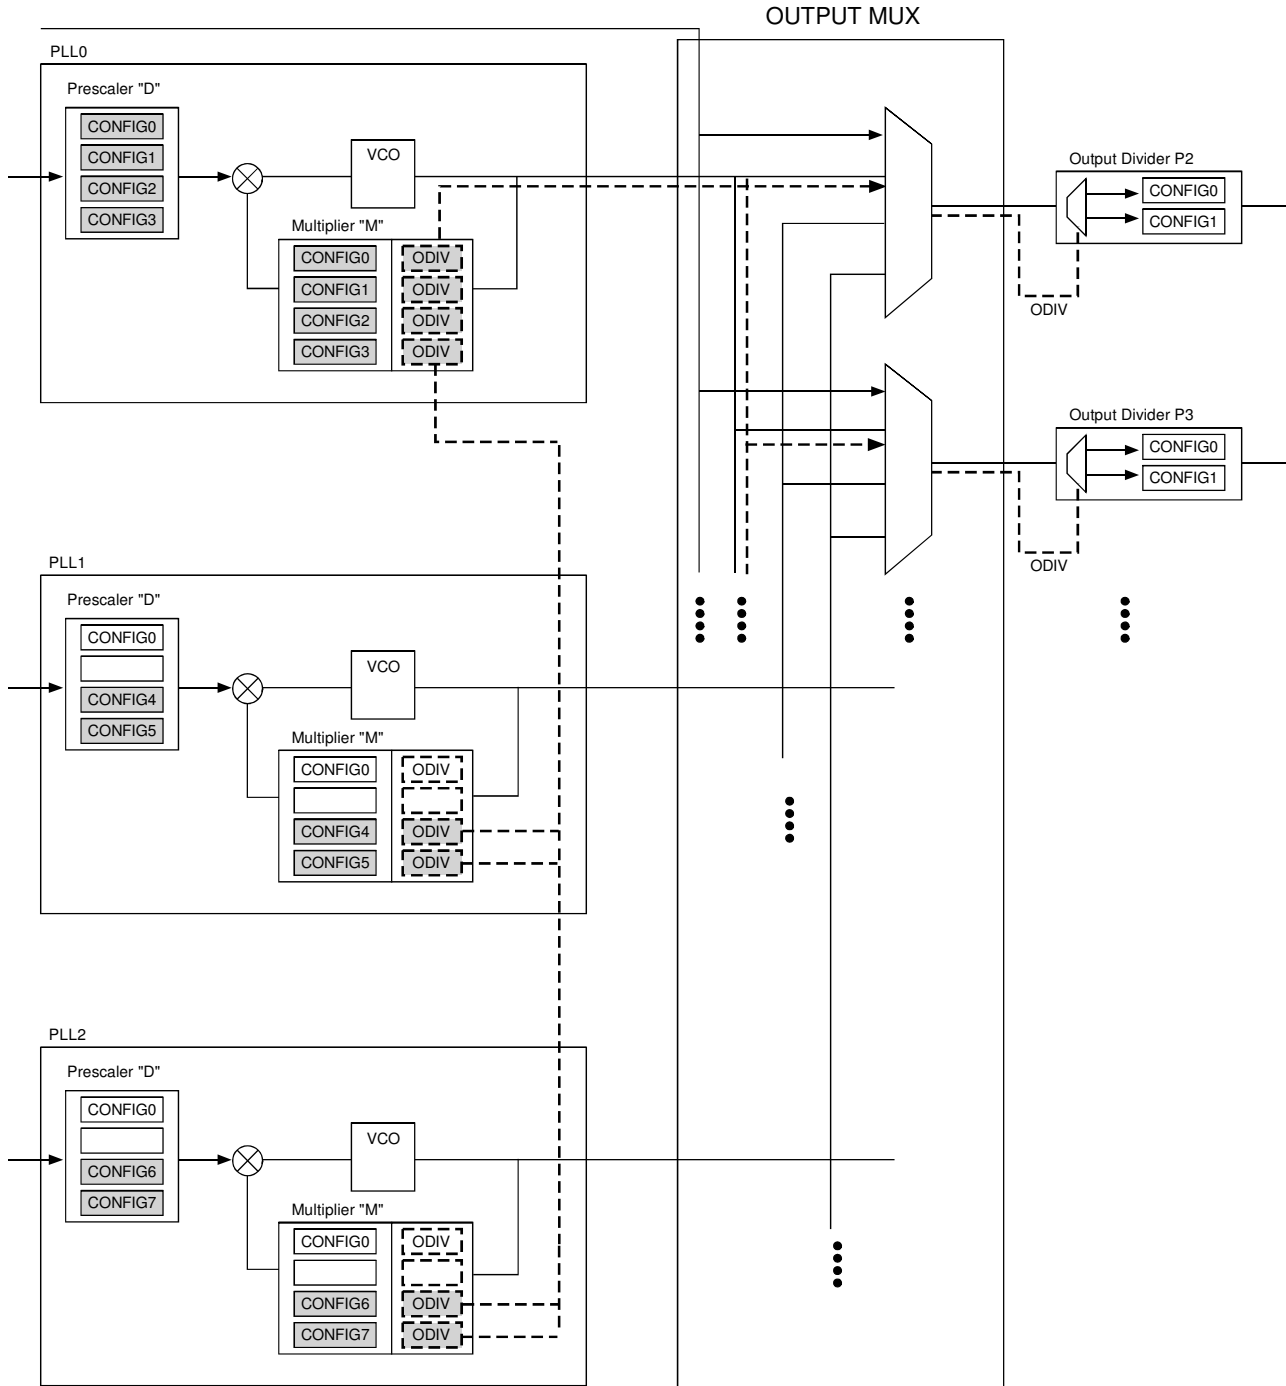 OUTPUT MUX
PLL0
Prescaler "D"
CONFIG0
CONFIG1
CONFIG2
CONFIG3
VCO
Multiplier "M"
CONFIG0 ODIV
CONFIG1 ODIV
CONFIG2 ODIV
CONFIG3 ODIV
Output Divider P2
CONFIG0
CONFIG1
ODIV
Output Divider P3
CONFIG0
CONFIG1
ODIV
PLL1
Prescaler "D"
CONFIG0
CONFIG4
CONFIG5
VCO
Multiplier "M"
CONFIG0 ODIV
CONFIG4 ODIV
CONFIG5 ODIV
PLL2
Prescaler "D"
CONFIG0
CONFIG6
CONFIG7
VCO
Multiplier "M"
CONFIG0 ODIV
CONFIG6 ODIV
CONFIG7 ODIV